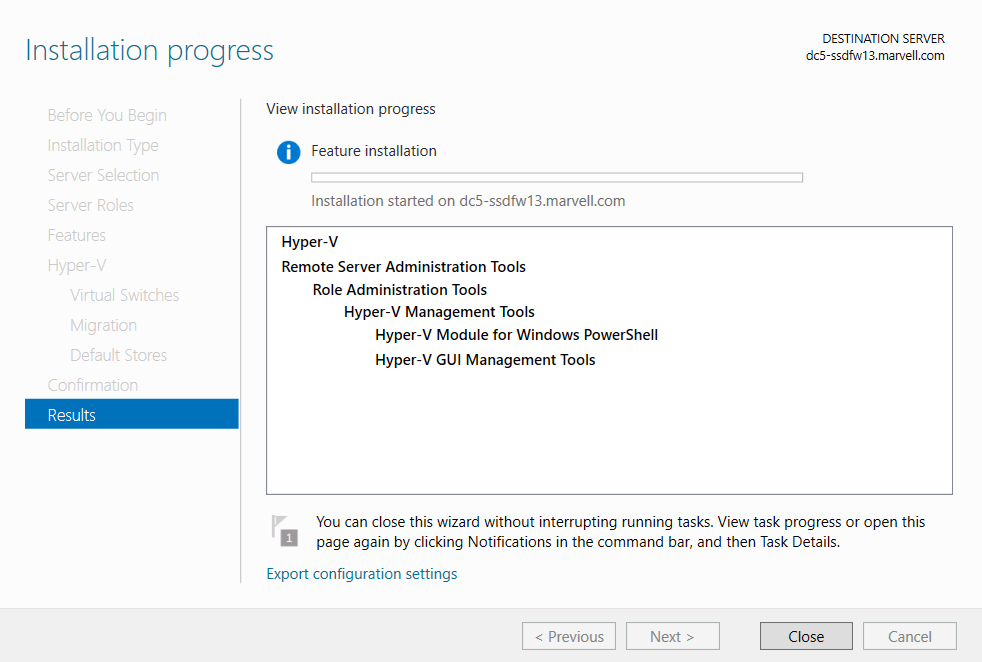 Installation progress
DESTINATION SERVER
dc5-ssdfw13.marvell.com
Before You Begin
Installation Type
Server Selection
Server Roles
Features
Hyper-V
Virtual Switches
Migration
Default Stores
Confirmation
Results
View installation progress
Feature installation
Installation started on dc5-ssdfw13.marvell.com
Hyper-V
Remote Server Administration Tools
Role Administration Tools
Hyper-V Management Tools
Hyper-V Module for Windows PowerShell
Hyper-V GUI Management Tools
1
You can close this wizard without interrupting running tasks. View task progress or open this
page again by clicking Notifications in the command bar, and then Task Details.
Export configuration settings
< Previous
Next >
Close
Cancel